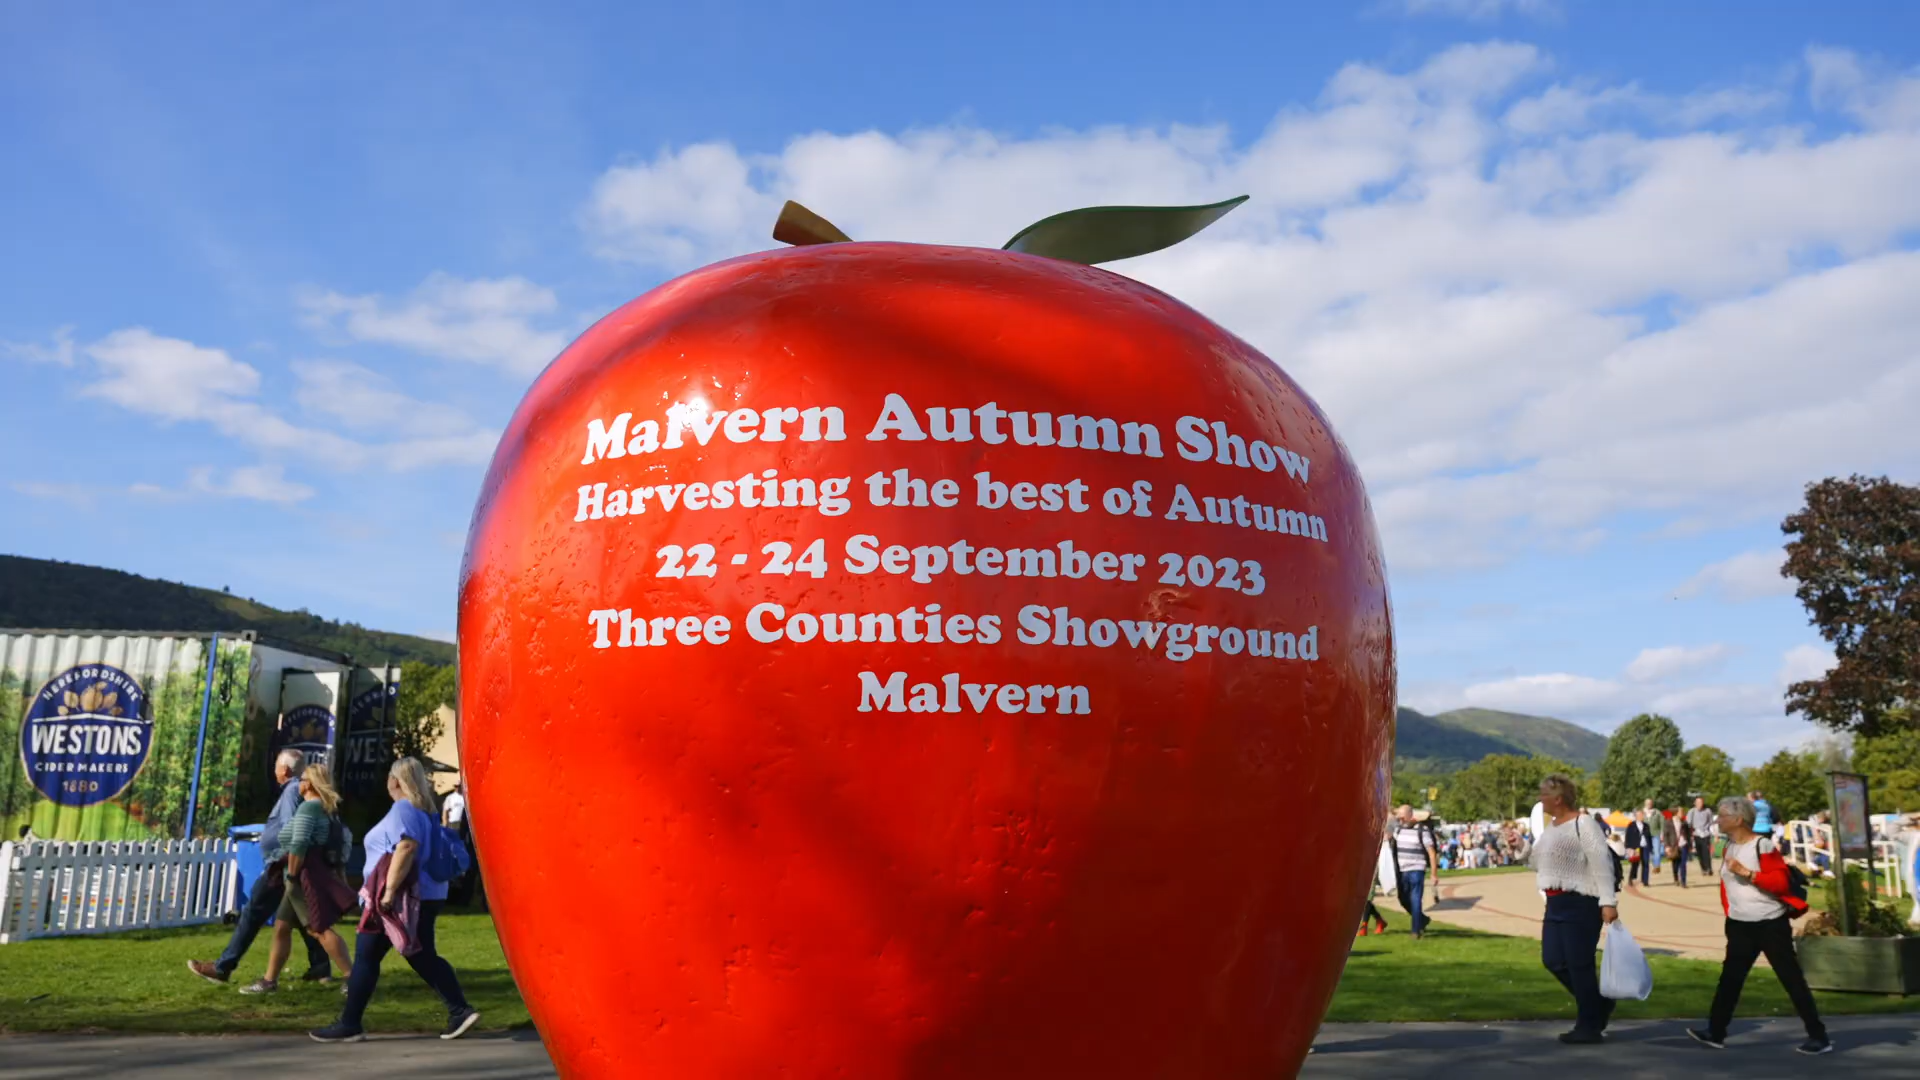 Malvern Autumn Show
Harvesting the best of Autumn
22 - 24 September 2023
Three Counties Showground
Malvern
HEREFORDSHIRE
WESTONS
CIDER MAKERS
1880
WES